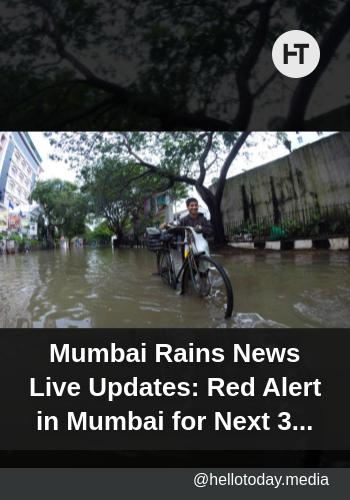 HT
Mumbai Rains News
Live Updates: Red Alert
in Mumbai for Next 3...
@hellotoday.media